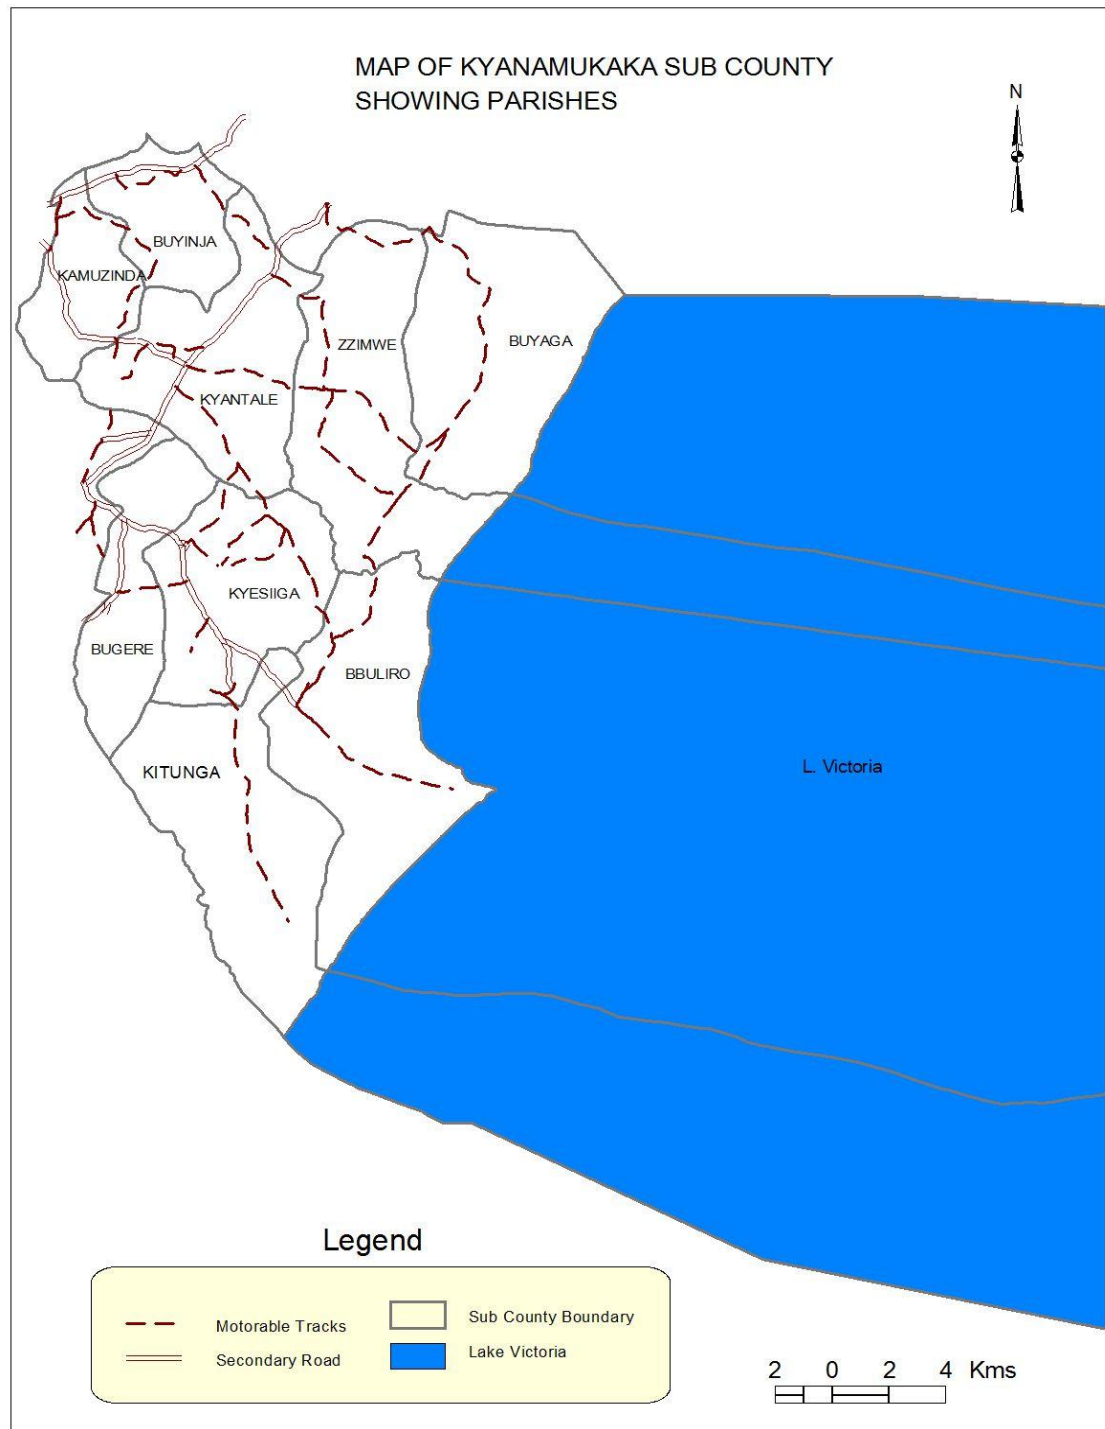 MAP OF KYANAMUKAKA SUB COUNTY
SHOWING PARISHES
N
BUYINJA
KAMUZINDA
ZZIMWE
BUYAGA
KYANTALE
KYESIIGA
BUGERE
BBULIRO
KITUNGA
L. Victoria
Legend
Motorable Tracks
Sub County Boundary
Secondary Road
Lake Victoria
2 0 2 4 Kms